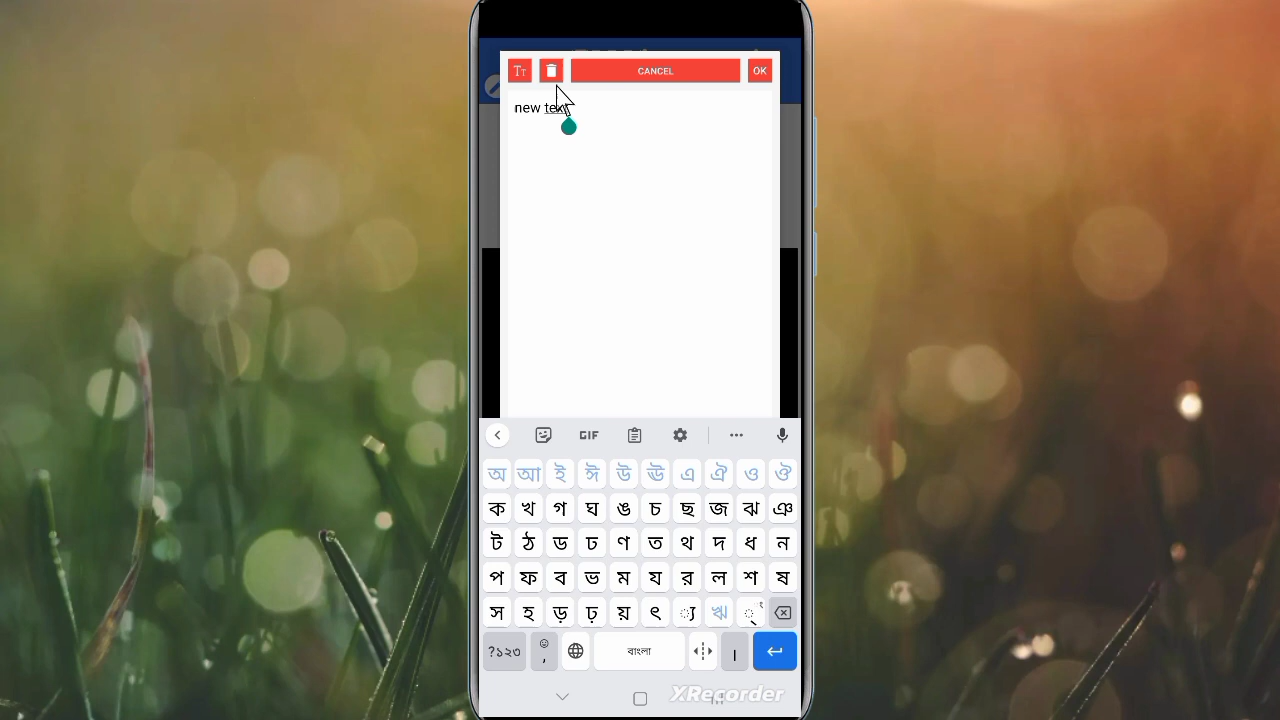 Tт
CANCEL
OK
new text
GIF
অ আ ই ঈ উ ঊ এ ঐ ও ঔ
ক খ গ ঘ ঙ চ ছ জ ঝ ঞ
ট ঠ ড ঢ ণ ত থ দ ধ ন
প ফ ব ভ ম য র ল শ ষ
স হ ড় ঢ় য় ৎ ্য ঋ ্
?১২৩ , বাংলা ।
XRecorder